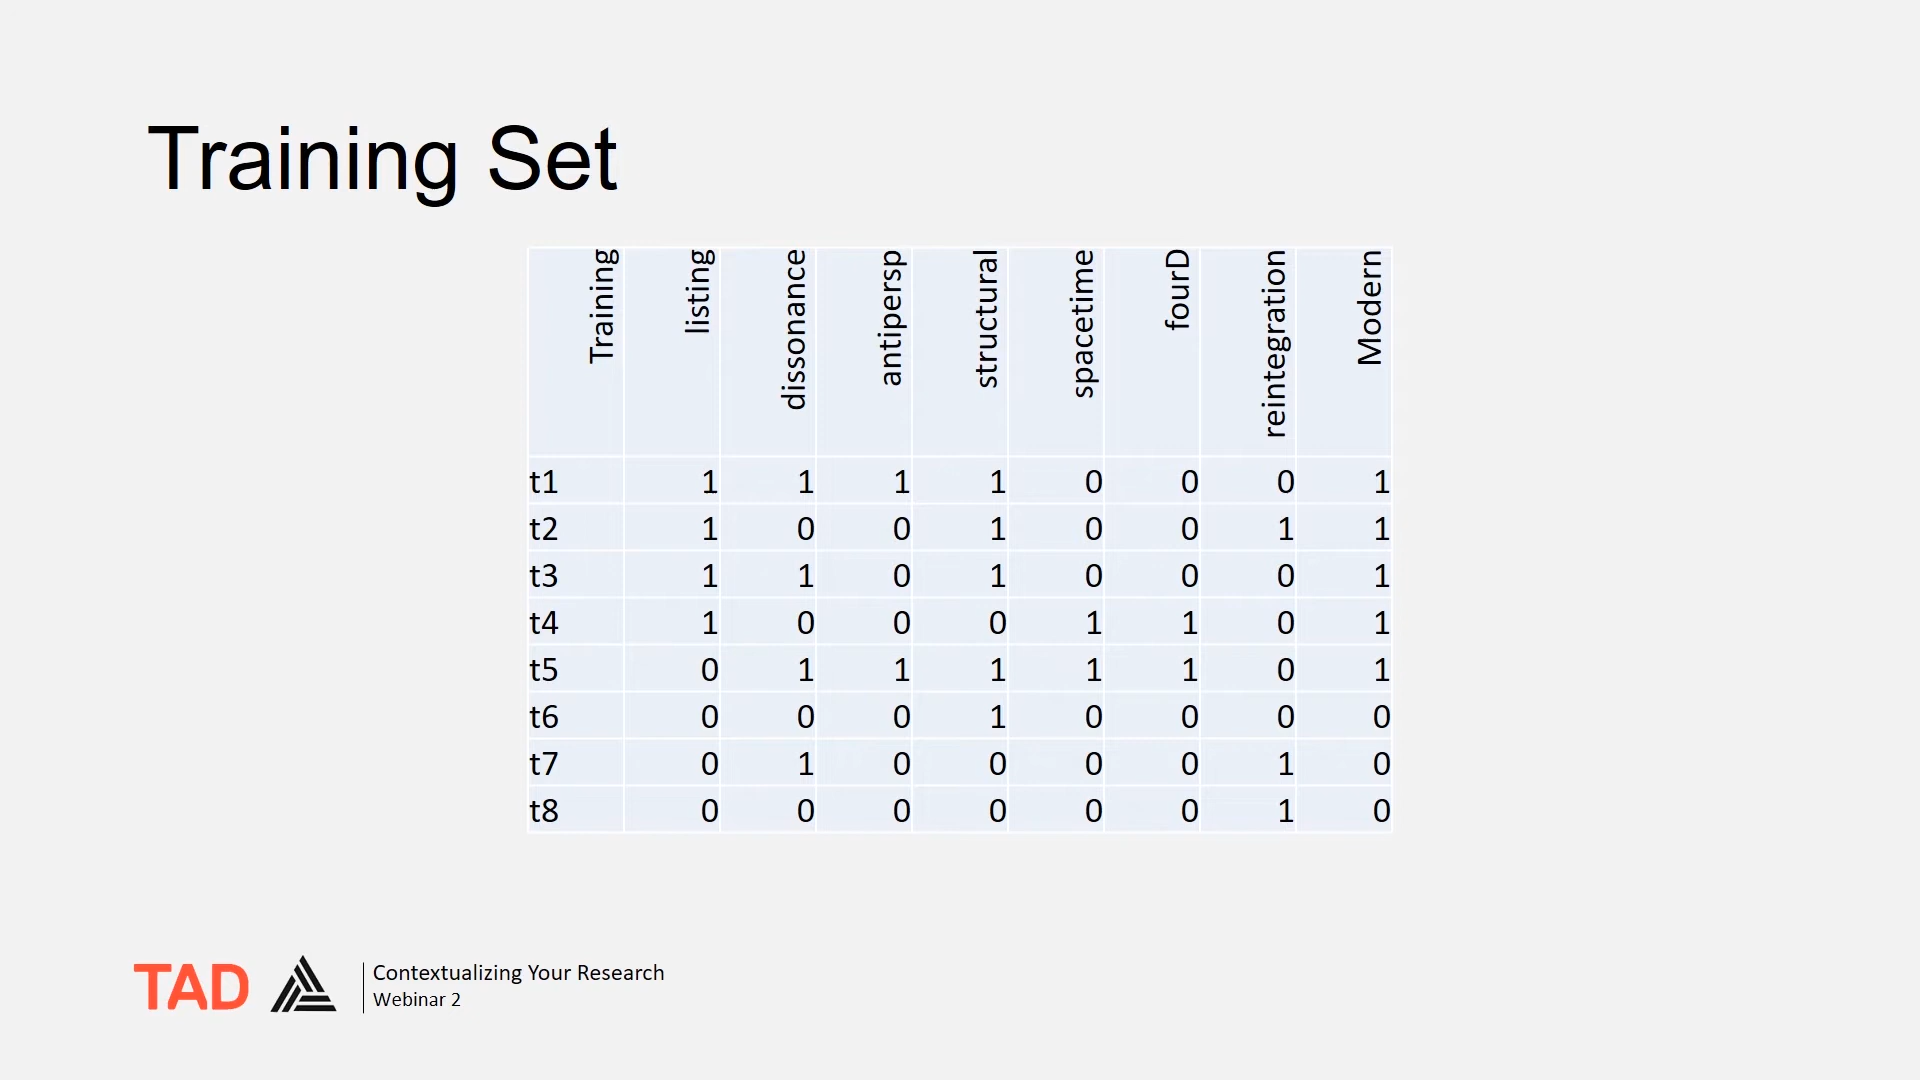 Training Set
Training listing dissonance antipersp structural spacetime fourD reintegration Modern
t1 1 1 1 1 0 0 0 1
t2 1 0 0 1 0 0 1 1
t3 1 1 0 1 0 0 0 1
t4 1 0 0 0 1 1 0 1
t5 0 1 1 1 1 1 0 1
t6 0 0 0 1 0 0 0 0
t7 0 1 0 0 0 0 1 0
t8 0 0 0 0 0 0 1 0
TAD
Contextualizing Your Research
Webinar 2